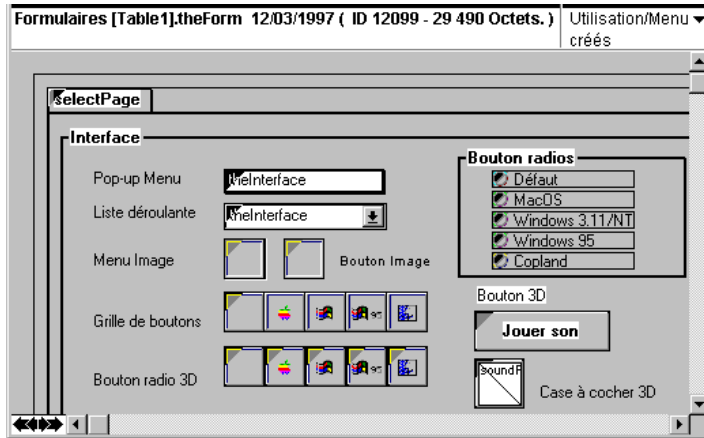 Formulaires [Table1].theForm 12/03/1997 ( ID 12099 - 29 490 Octets. )
Utilisation/Menu
créés
selectPage
Interface
Pop-up Menu
theInterface
Liste déroulante
theInterface
Menu Image
Bouton Image
Grille de boutons
95
Bouton radio 3D
95
Bouton radios
Défaut
MacOS
Windows 3.11/NT
Windows 95
Copland
Bouton 3D
Jouer son
Case à cocher 3D